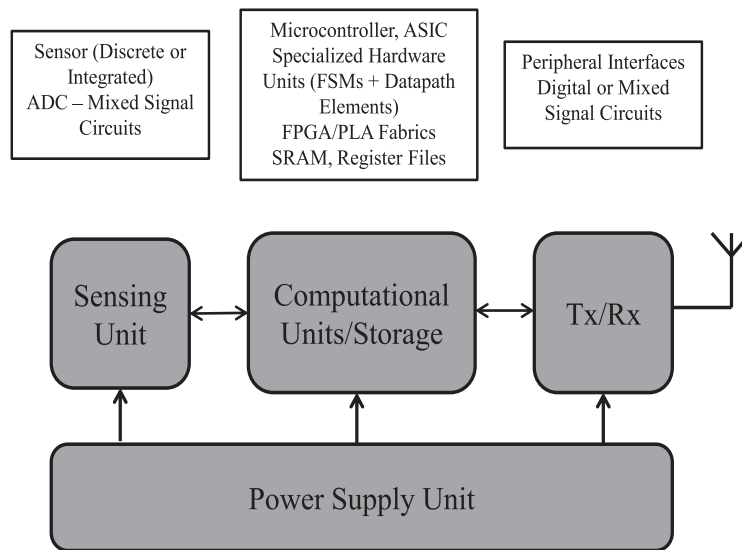 Sensor (Discrete or
Integrated)
ADC – Mixed Signal
Circuits
Microcontroller, ASIC
Specialized Hardware
Units (FSMs + Datapath
Elements)
FPGA/PLA Fabrics
SRAM, Register Files
Peripheral Interfaces
Digital or Mixed
Signal Circuits
Sensing
Unit
Computational
Units/Storage
Tx/Rx
Power Supply Unit